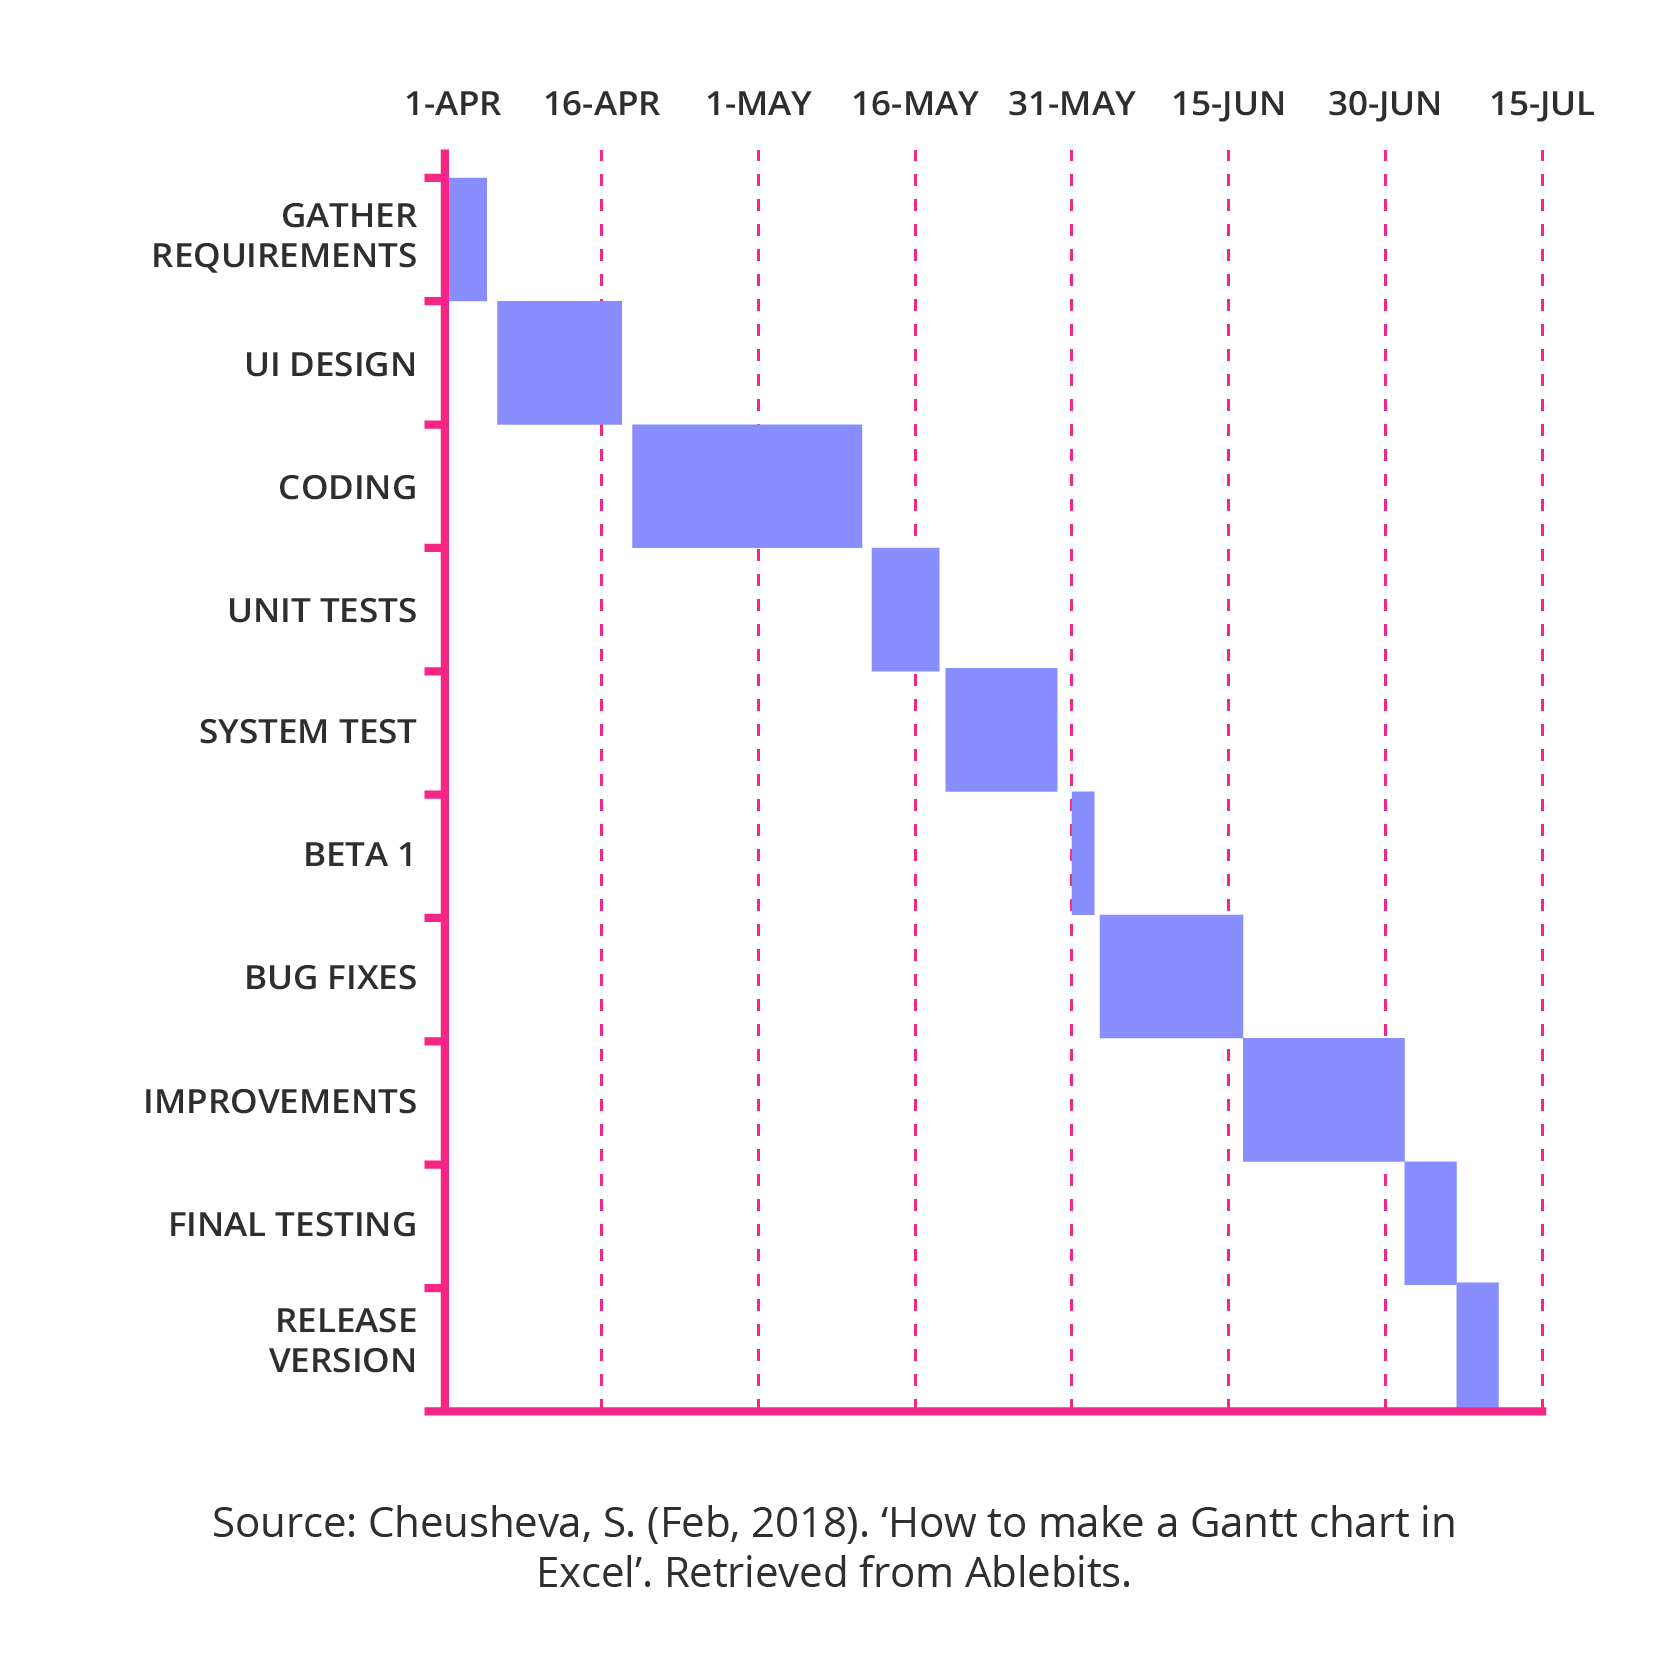 1-APR 16-APR 1-MAY 16-MAY 31-MAY 15-JUN 30-JUN 15-JUL
GATHER
REQUIREMENTS
UI DESIGN
CODING
UNIT TESTS
SYSTEM TEST
BETA 1
BUG FIXES
IMPROVEMENTS
FINAL TESTING
RELEASE
VERSION
Source: Cheusheva, S. (Feb, 2018). ‘How to make a Gantt chart in
Excel’. Retrieved from Ablebits.